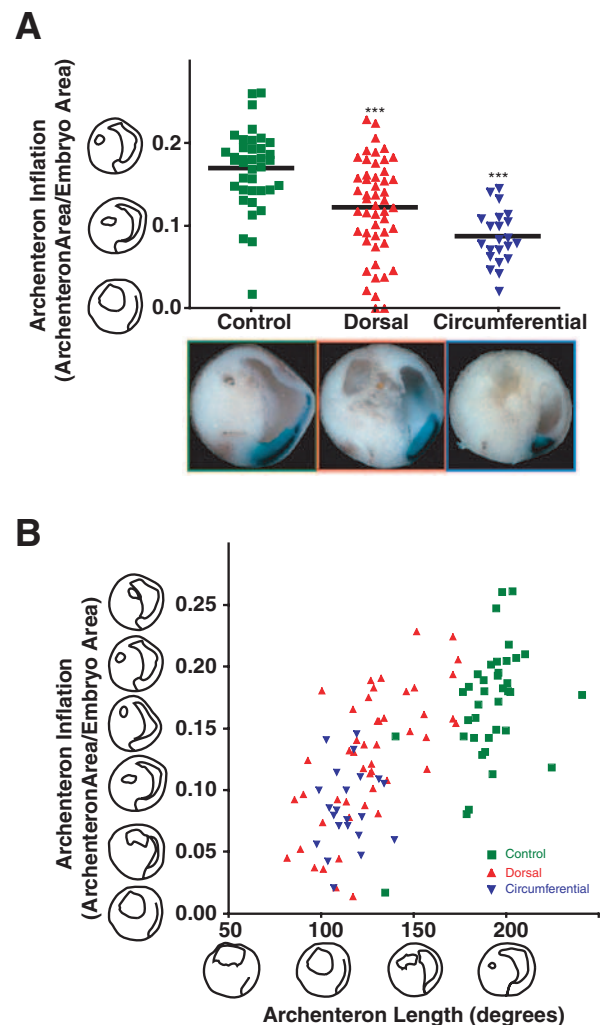 A
Archenteron Inflation
(ArchenteronArea/Embryo Area)
0.2
0.1
0.0
***
***
Control
Dorsal
Circumferential
B
Archenteron Inflation
(ArchenteronArea/Embryo Area)
0.25
0.20
0.15
0.10
0.05
0.00
Control
Dorsal
Circumferential
50
100
150
200
Archenteron Length (degrees)